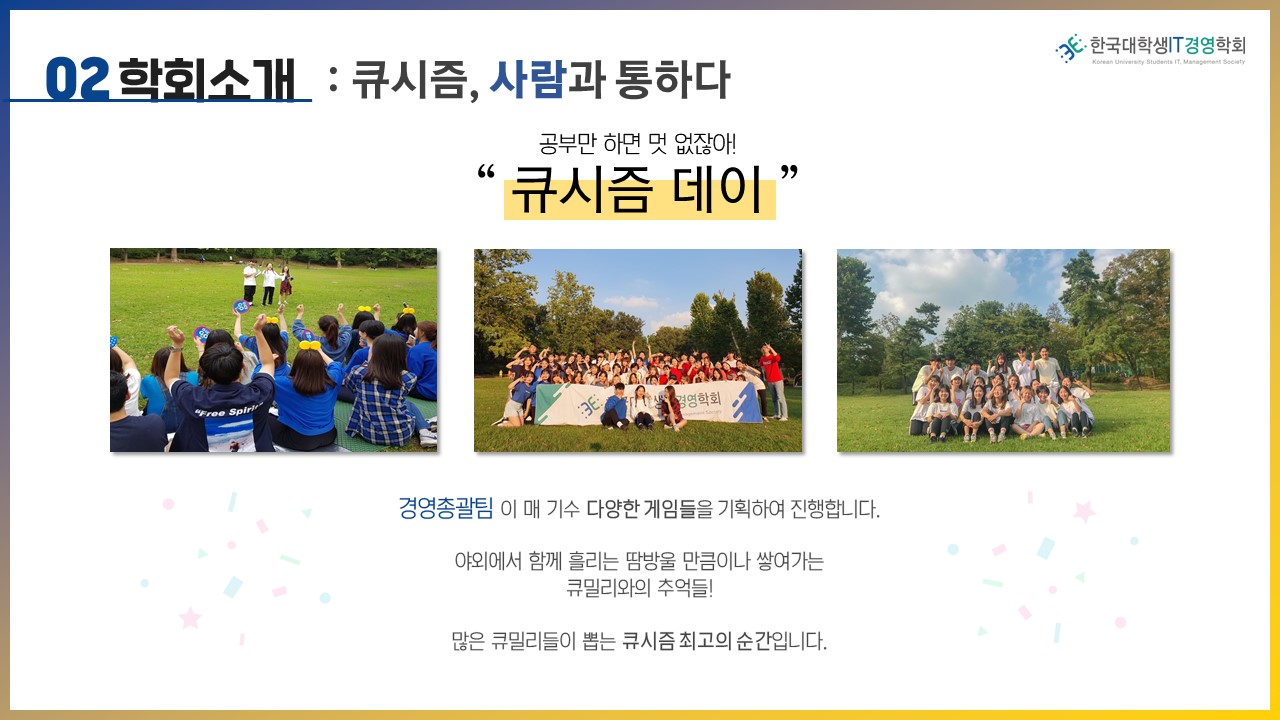 02 학회소개 : 큐시즘, 사람과 통하다
한국대학생IT경영학회
Korean University Students IT, Management Society
공부만 하면 멋 없잖아!
“ 큐시즘 데이 ”
"Free Spirit"
경영학회
경영총괄팀 이 매 기수 다양한 게임들을 기획하여 진행합니다.
야외에서 함께 흘리는 땀방울 만큼이나 쌓여가는
큐밀리와의 추억들!
많은 큐밀리들이 뽑는 큐시즘 최고의 순간입니다.